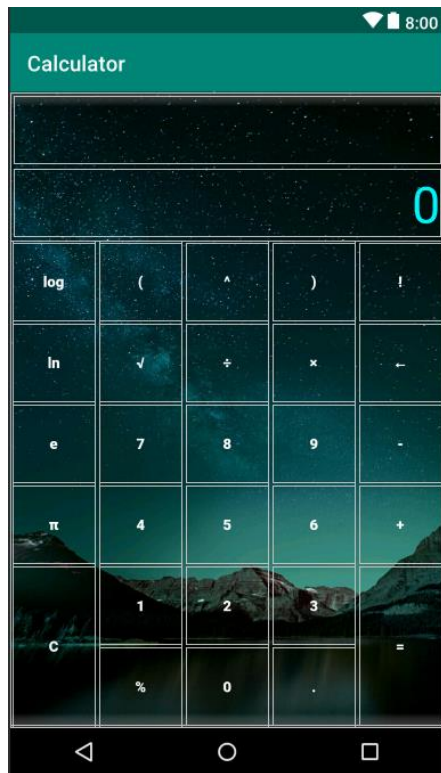 8:00
Calculator
0
log ( ^ ) !
ln √ ÷ × ←
e 7 8 9 -
π 4 5 6 +
1 2 3
C =
% 0 .